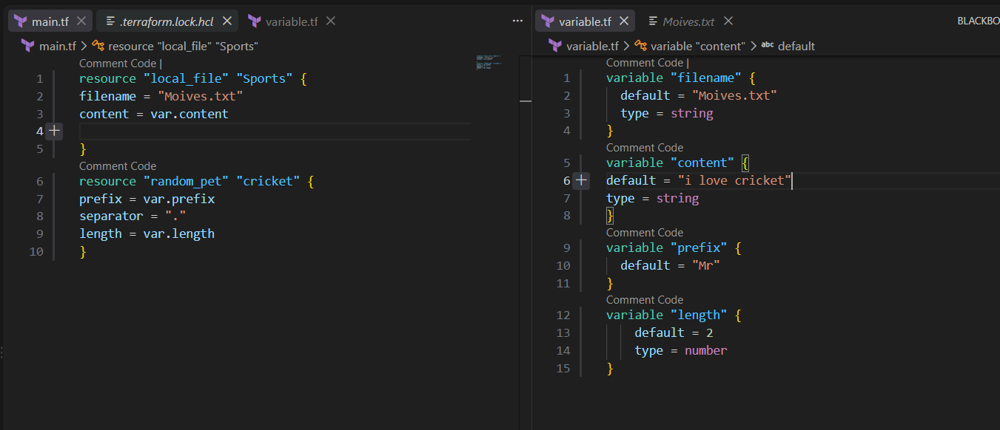 main.tf
.terraform.lock.hcl
variable.tf
...
main.tf > resource "local_file" "Sports"
Comment Code |
1 resource "local_file" "Sports" {
2 filename = "Moives.txt"
3 content = var.content
4
5 }
Comment Code
6 resource "random_pet" "cricket" {
7 prefix = var.prefix
8 separator = "."
9 length = var.length
10 }
variable.tf
Moives.txt
BLACKBO
variable.tf > variable "content" > abc default
Comment Code |
1 variable "filename" {
2 default = "Moives.txt"
3 type = string
4 }
Comment Code
5 variable "content" {
6 default = "i love cricket"
7 type = string
8 }
Comment Code
9 variable "prefix" {
10 default = "Mr"
11 }
Comment Code
12 variable "length" {
13 default = 2
14 type = number
15 }